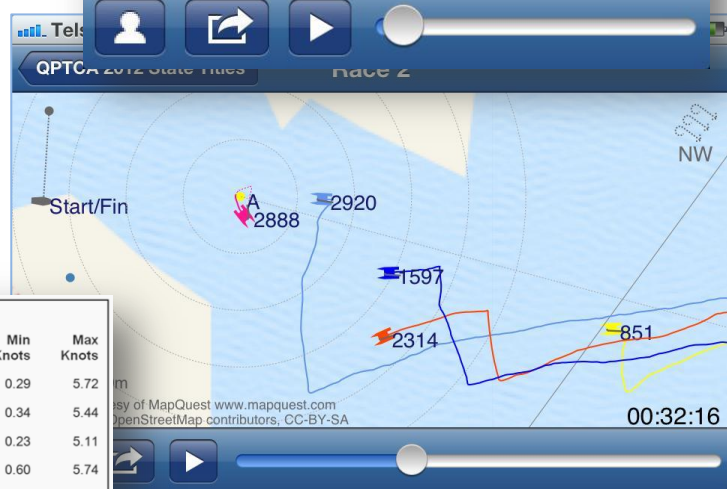 Tels
QPTCA 2012 State Titles
Race 2
NW
Start/Fin
A
2888
2920
1597
2314
851
esy of MapQuest www.mapquest.com
OpenStreetMap contributors, CC-BY-SA
00:32:16
Min Max
Knots Knots
0.29 5.72
0.34 5.44
0.23 5.11
0.60 5.74